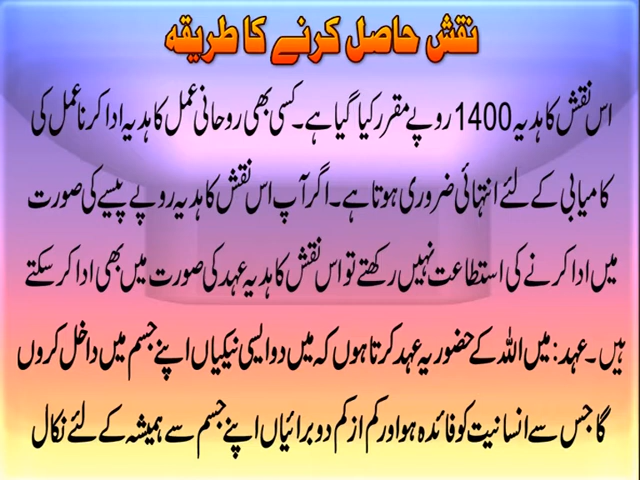 نقش حاصل کرنے کا طریقہ
اس نقش کا ہدیہ 1400 روپے مقرر کیا گیا ہے۔ کسی بھی روحانی عمل کا ہدیہ ادا کرنا عمل کی
کامیابی کے لئے انتہائی ضروری ہوتا ہے۔ اگر آپ اس نقش کا ہدیہ روپے پیسے کی صورت
میں ادا کرنے کی استطاعت نہیں رکھتے تو اس نقش کا ہدیہ عہد کی صورت میں بھی ادا کر سکتے
ہیں۔ عہد: میں اللہ کے حضور یہ عہد کرتا ہوں کہ میں دو ایسی نیکیاں اپنے جسم میں داخل کروں
گا جس سے انسانیت کو فائدہ ہو اور کم از کم دو برائیاں اپنے جسم سے ہمیشہ کے لئے نکال